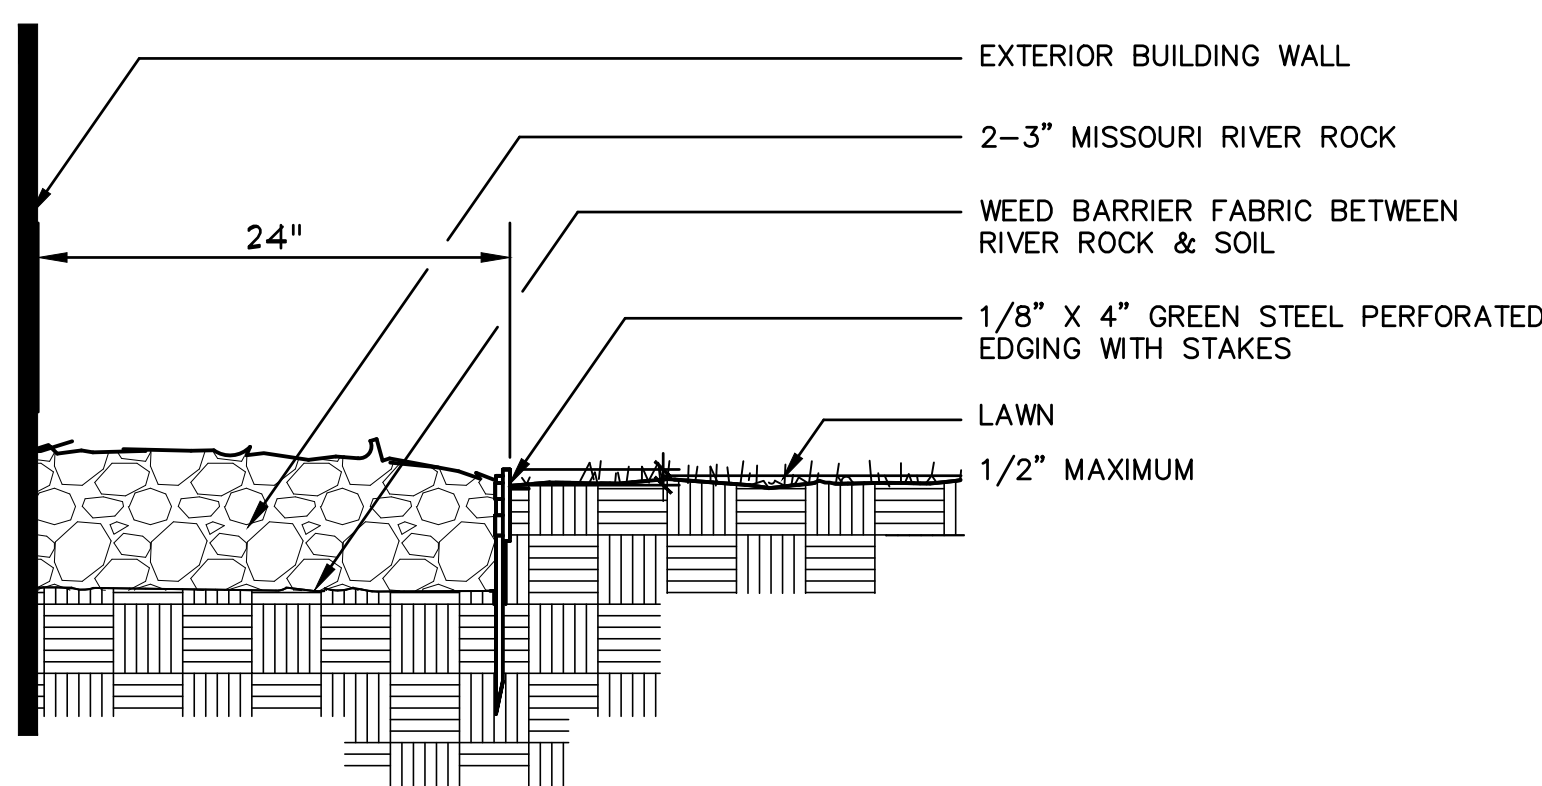 EXTERIOR BUILDING WALL
2-3" MISSOURI RIVER ROCK
WEED BARRIER FABRIC BETWEEN
RIVER ROCK & SOIL
24"
1/8" X 4" GREEN STEEL PERFORATED
EDGING WITH STAKES
LAWN
1/2" MAXIMUM